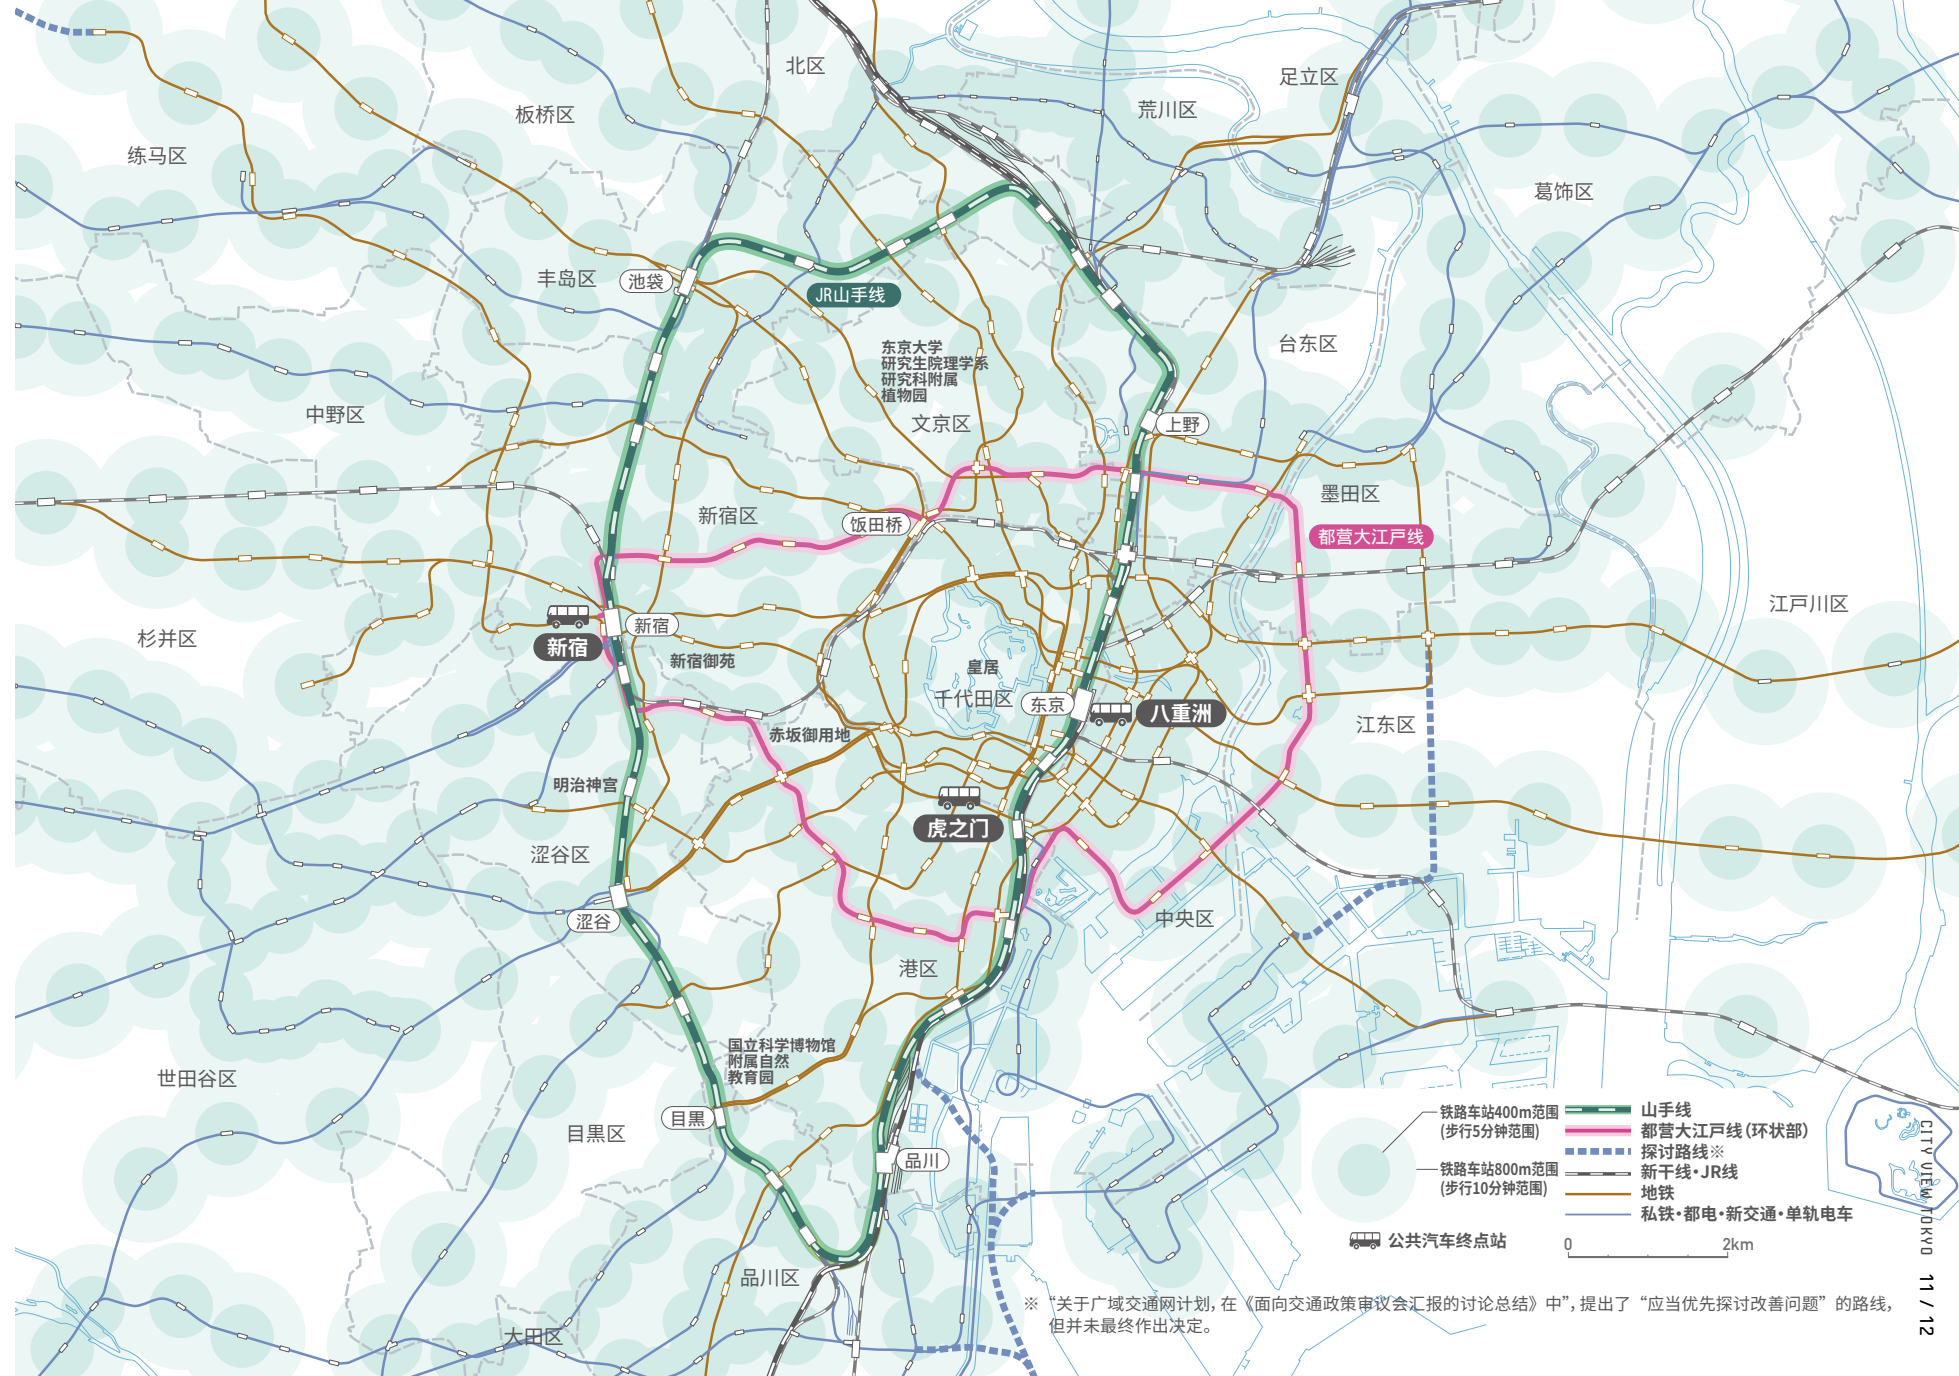 北区
足立区
荒川区
板桥区
练马区
葛饰区
丰岛区
池袋
JR山手线
台东区
东京大学
研究生院理学系
研究科附属
植物园
中野区
文京区
上野
墨田区
新宿区
饭田桥
都营大江戸线
江戸川区
新宿
新宿
杉并区
新宿御苑
皇居
千代田区
东京
八重洲
江东区
赤坂御用地
明治神宫
虎之门
涩谷区
涩谷
中央区
港区
国立科学博物馆
附属自然
教育园
世田谷区
目黒
目黒区
品川
品川区
大田区
铁路车站400m范围
(步行5分钟范围)
铁路车站800m范围
(步行10分钟范围)
山手线
都营大江戸线(环状部)
探讨路线※
新干线・JR线
地铁
私铁・都电・新交通・单轨电车
公共汽车终点站
0 2km
※“关于广域交通网计划,在《面向交通政策审议会汇报的讨论总结》中”,提出了“应当优先探讨改善问题”的路线,
但并未最终作出决定。
CITY VIEW TOKYO 11 / 12